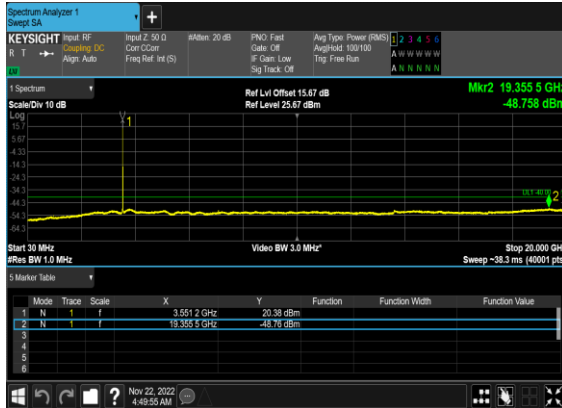 Spectrum Analyzer 1
Swept SA
+
KEYSIGHT Input: RF Input Z: 50 Ω #Atten: 20 dB PNO: Fast Avg Type: Power (RMS) 1 2 3 4 5 6
R T Coupling: DC Corr CCorr Gate: Off Avg|Hold: 100/100 A W W W W W
Align: Auto Freq Ref: Int (S) IF Gain: Low Trig: Free Run
LU Sig Track: Off A N N N N N
1 Spectrum Ref Lvl Offset 15.67 dB Mkr2 19.355 5 GHz
Scale/Div 10 dB Ref Level 25.67 dBm -48.758 dBm
Log
15.7
5.67
-4.33
-14.3
-24.3
-34.3
-44.3
-54.3
-64.3
1
2
Start 30 MHz Video BW 3.0 MHz* Stop 20.000 GHz
#Res BW 1.0 MHz Sweep ~38.3 ms (40001 pts)
5 Marker Table
Mode Trace Scale X Y Function Function Width Function Value
1 N 1 f 3.551 2 GHz 20.38 dBm
2 N 1 f 19.355 5 GHz -48.76 dBm
3
4
5
6
? Nov 22, 2022
4:49:55 AM